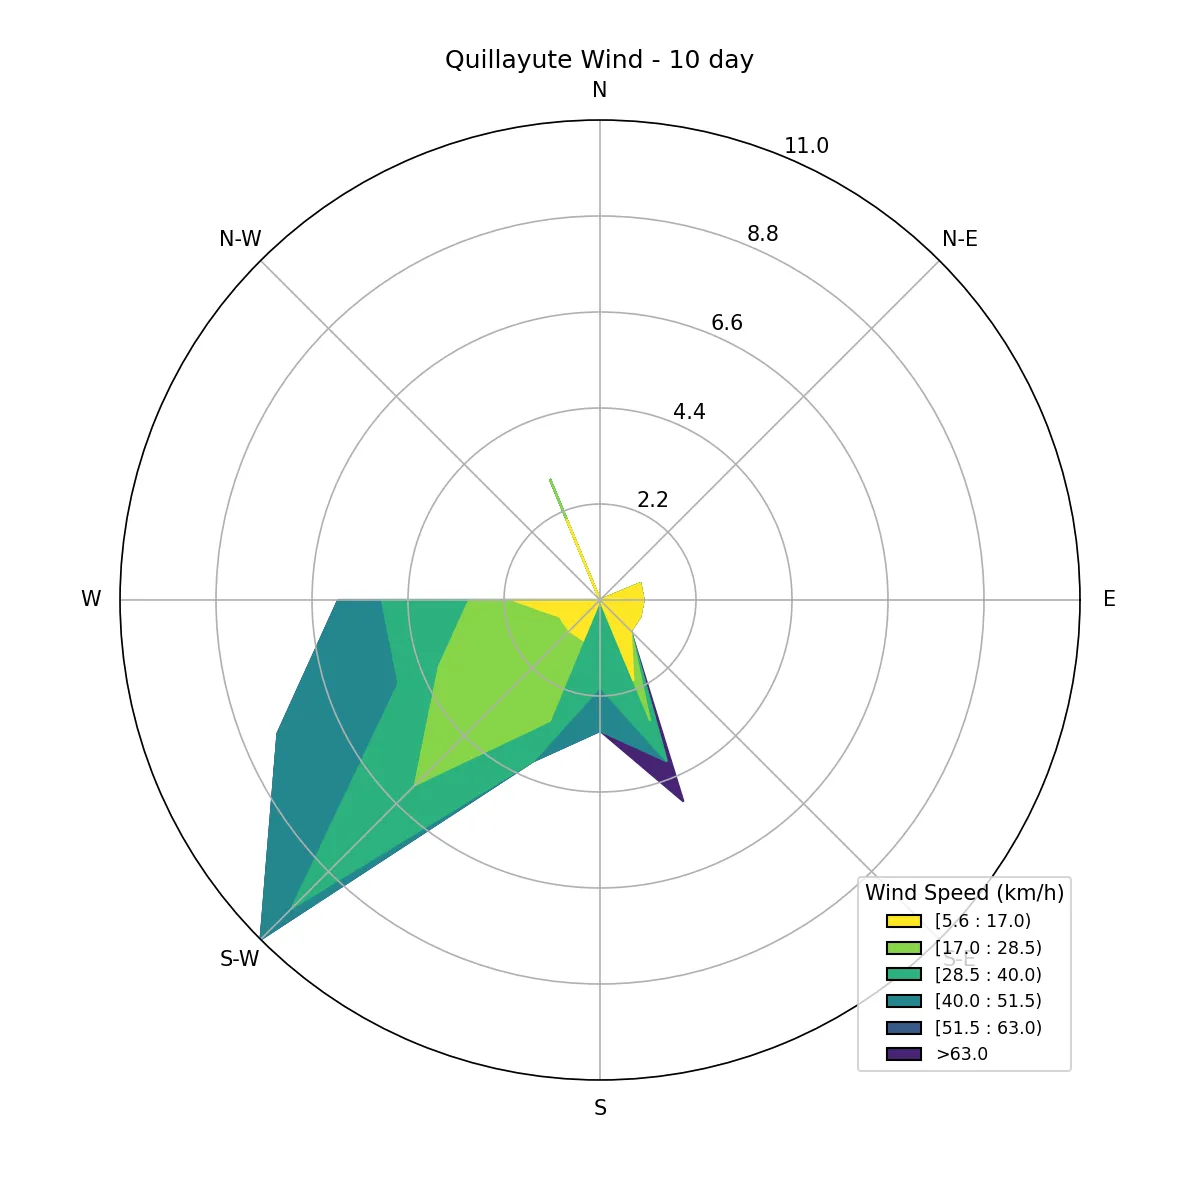 Quillayute Wind - 10 day
N
11.0
N-W
N-E
8.8
6.6
4.4
2.2
W
E
Wind Speed (km/h)
[5.6 : 17.0)
[17.0 : 28.5)
S-W
S-E
[28.5 : 40.0)
[40.0 : 51.5)
[51.5 : 63.0)
>63.0
S